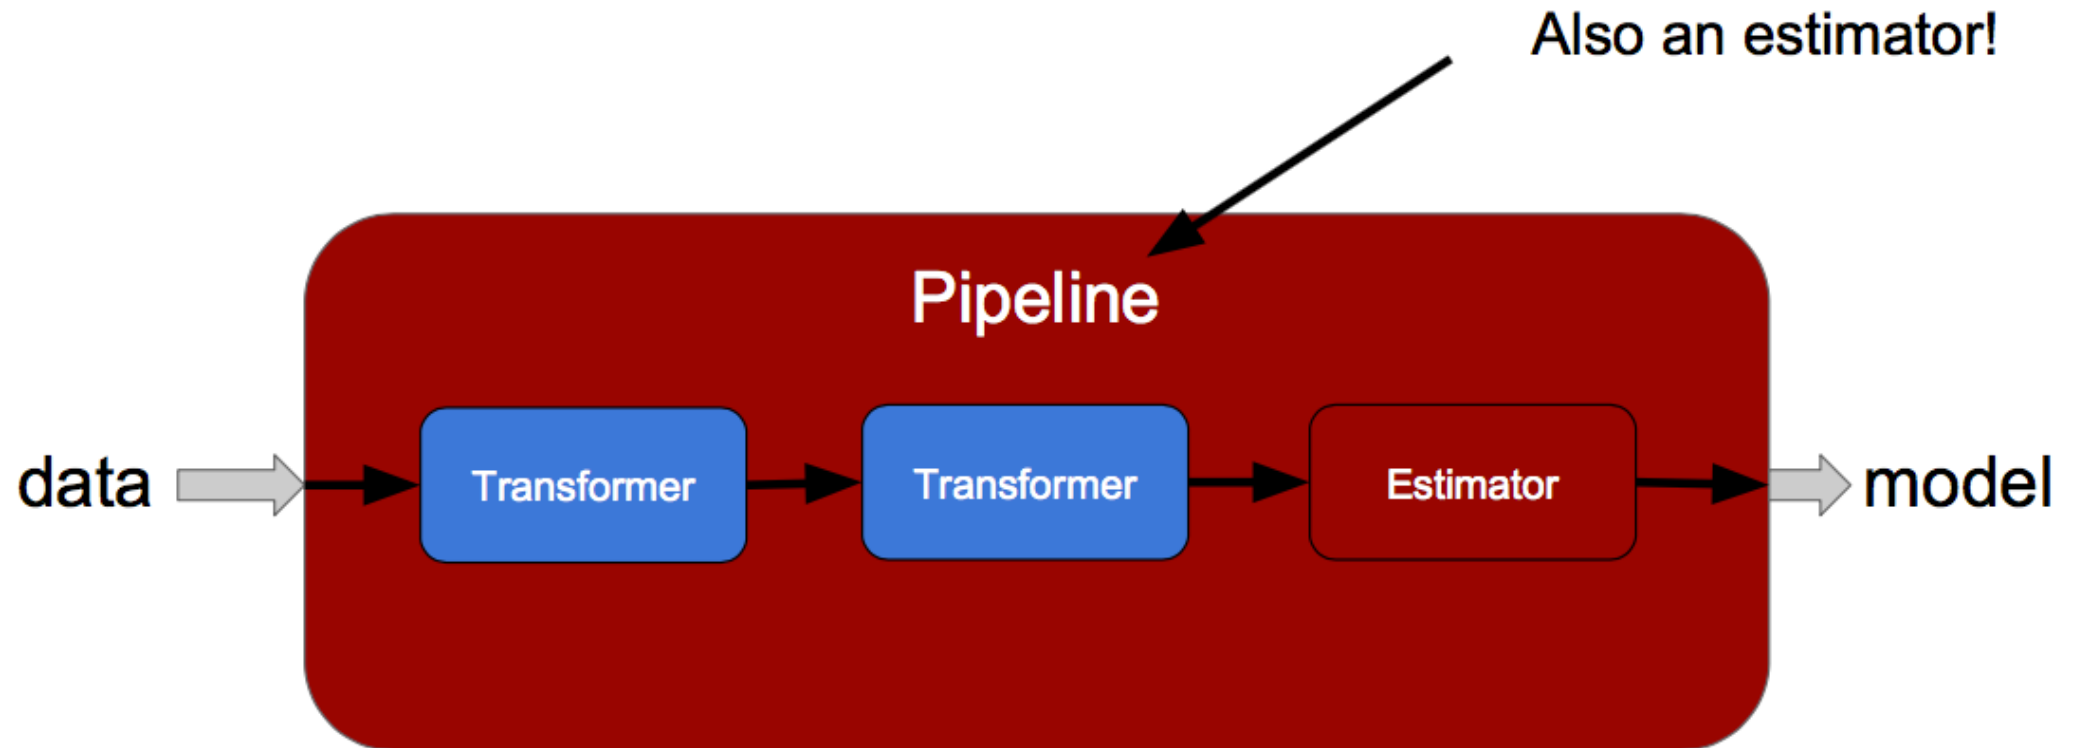 Also an estimator!
Pipeline
data
Transformer
Transformer
Estimator
model